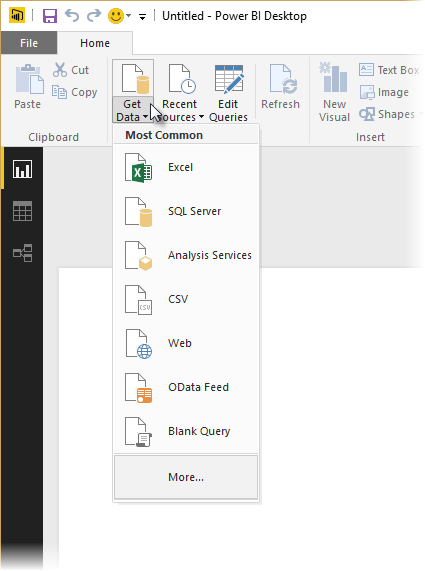 Untitled - Power BI Desktop
File
Home
Cut
Copy
Paste
Get Data
Recent Sources
Edit Queries
Refresh
New Visual
Text Box
Image
Shapes
Clipboard
Insert
Most Common
Excel
SQL Server
Analysis Services
CSV
Web
OData Feed
Blank Query
More...